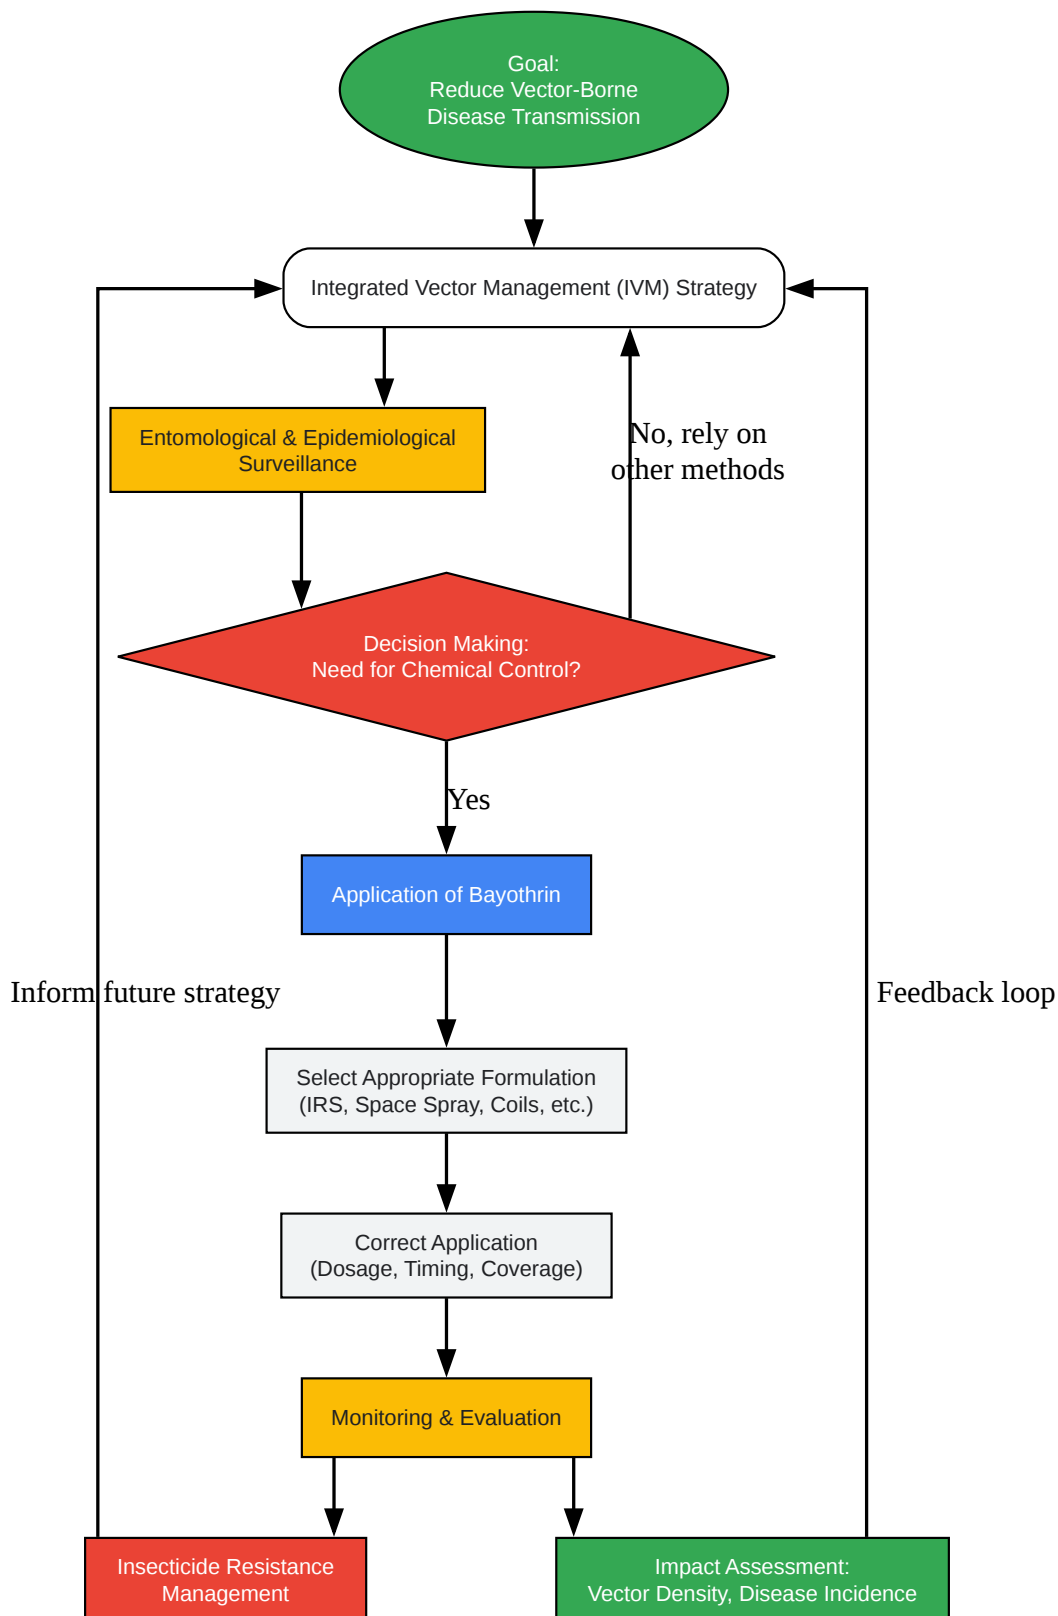 Goal:
Reduce Vector-Borne
Disease Transmission
Integrated Vector Management (IVM) Strategy
Entomological & Epidemiological
Surveillance
No, rely on
other methods
Decision Making:
Need for Chemical Control?
Yes
Application of Bayothrin
Inform future strategy
Feedback loop
Select Appropriate Formulation
(IRS, Space Spray, Coils, etc.)
Correct Application
(Dosage, Timing, Coverage)
Monitoring & Evaluation
Insecticide Resistance
Management
Impact Assessment:
Vector Density, Disease Incidence